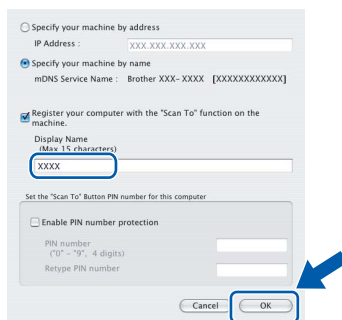 Specify your machine by address
IP Address :
XXX.XXX.XXX.XXX
Specify your machine by name
mDNS Service Name : Brother XXX- XXXX [XXXXXXXXXXXX]
Register your computer with the "Scan To" function on the
machine.
Display Name
(Max 15 characters)
XXXX
Set the "Scan To" Button PIN number for this computer
Enable PIN number protection
PIN number
("0" - "9", 4 digits)
Retype PIN number
Cancel
OK